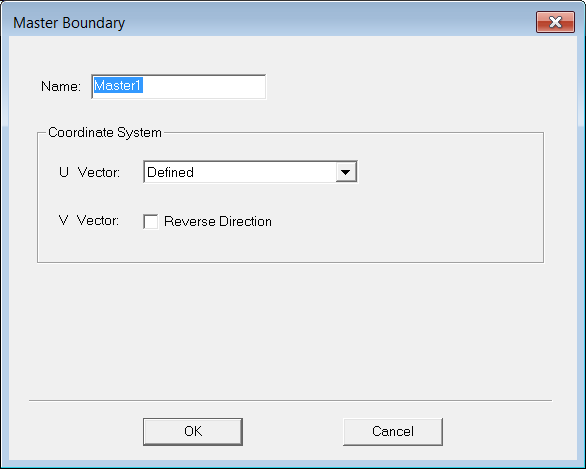 Master Boundary
Name: Master1
Coordinate System
U Vector: Defined
V Vector: Reverse Direction
OK Cancel